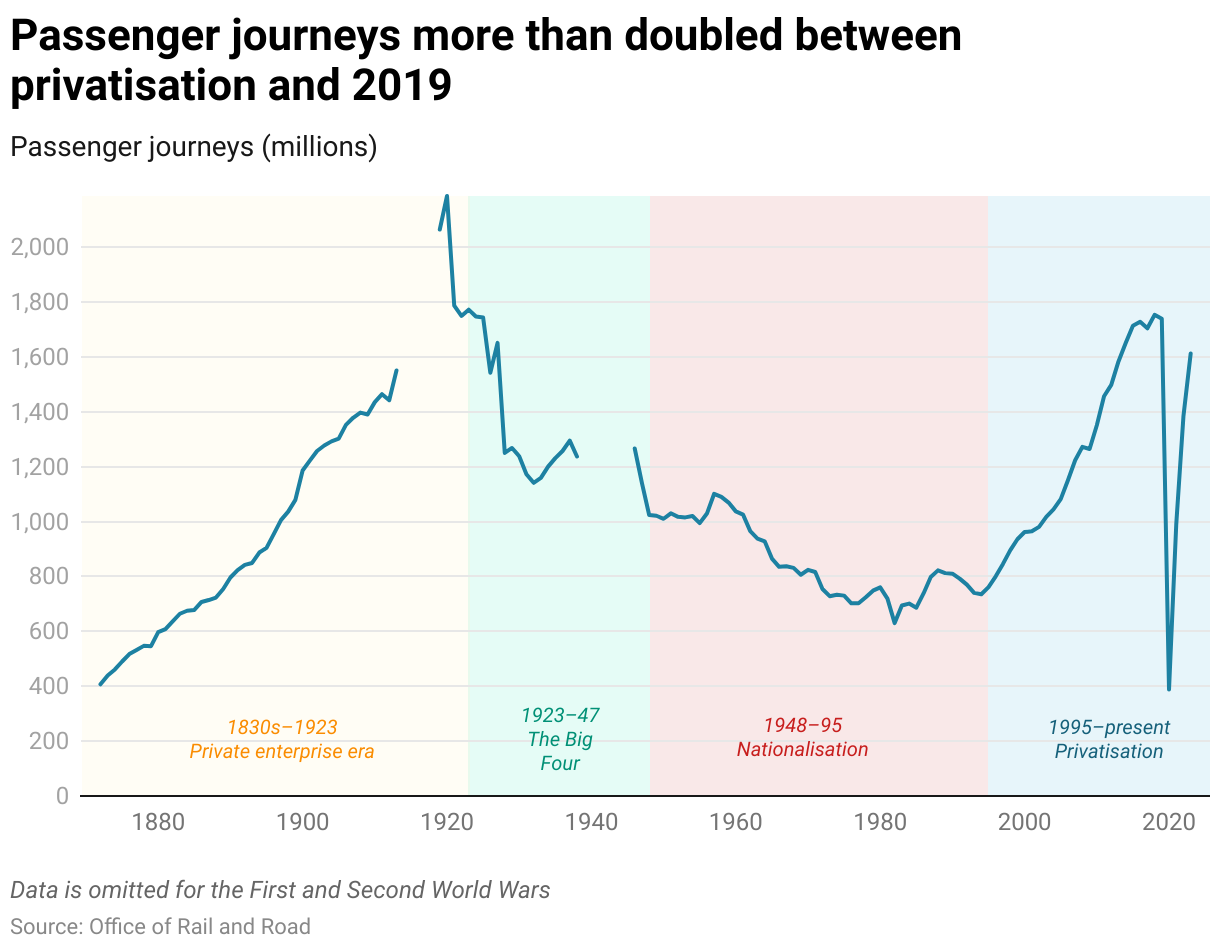 Passenger journeys more than doubled between
privatisation and 2019
Passenger journeys (millions)
2,000
1,800
1,600
1,400
1,200
1,000
800
600
400
200
0
1830s–1923
Private enterprise era
1923–47
The Big
Four
1948–95
Nationalisation
1995–present
Privatisation
1880 1900 1920 1940 1960 1980 2000 2020
Data is omitted for the First and Second World Wars
Source: Office of Rail and Road